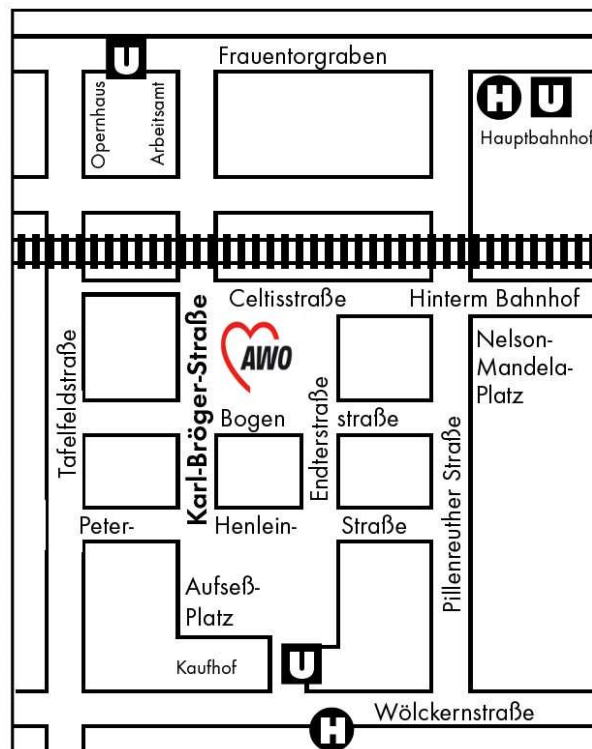 U
Frauentorgraben
Opernhaus
Arbeitsamt
H U
Hauptbahnhof
Celtisstraße
Hinterm Bahnhof
Karl-Bröger-Straße
AWO
Nelson-
Mandela-
Platz
Tafelfeldstraße
Bogen straße
Endterstraße
Pillenreuther Straße
Peter- Henlein- Straße
Aufseß-
Platz
Kaufhof
U
Wölckernstraße
H